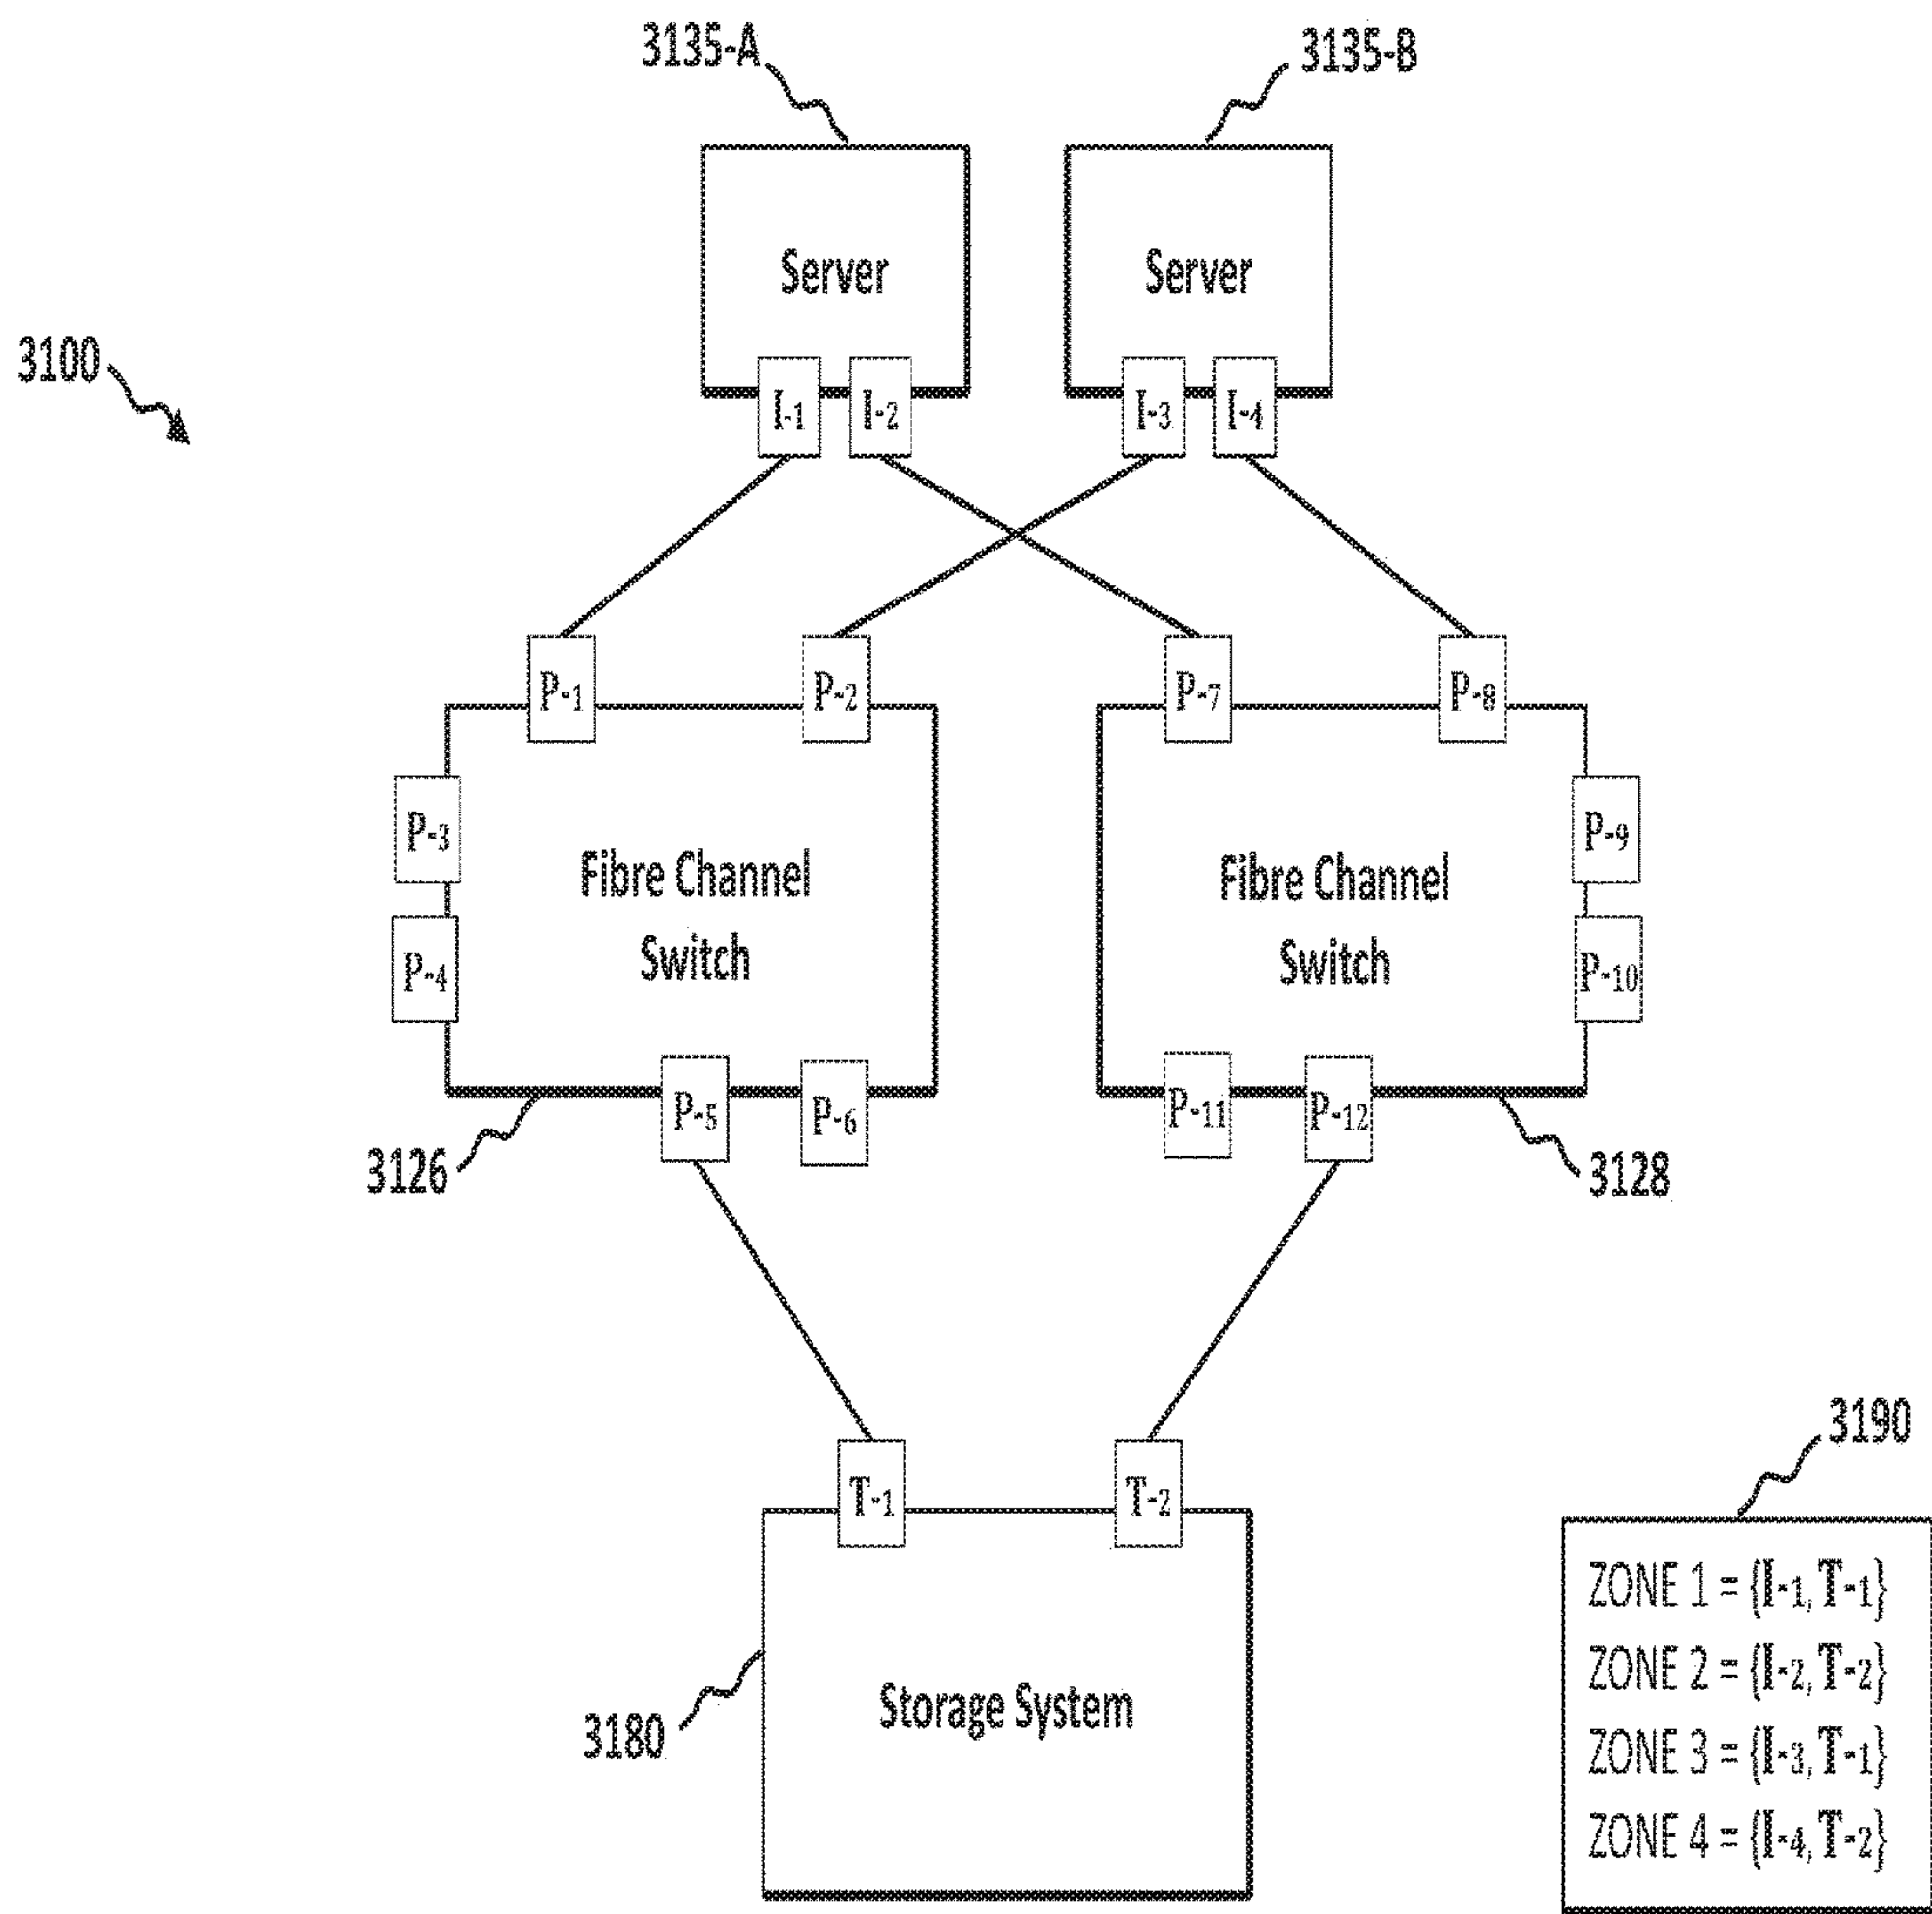 3135-A
3135-B
Server
Server
3100
I-1
I-2
I-3
I-4
P-1
P-2
P-7
P-8
P-3
P-9
Fibre Channel
Switch
Fibre Channel
Switch
P-4
P-10
P-5
P-6
P-11
P-12
3126
3128
3190
T-1
T-2
ZONE 1 = {I-1, T-1}
ZONE 2 = {I-2, T-2}
ZONE 3 = {I-3, T-1}
ZONE 4 = {I-4, T-2}
Storage System
3180